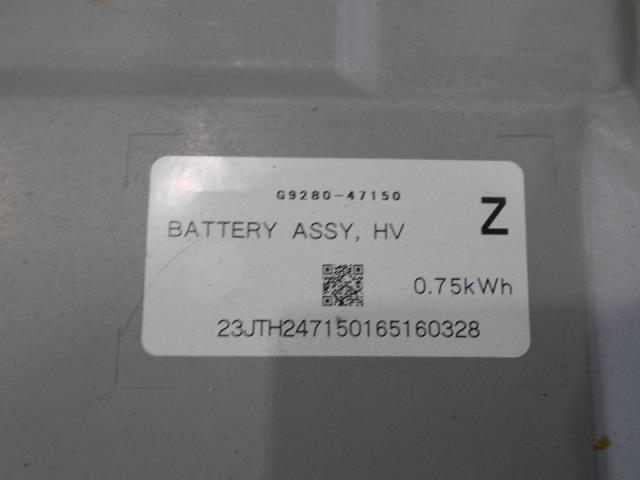 G9280-47150
Z
BATTERY ASSY, HV
0.75kWh
23JTH247150165160328